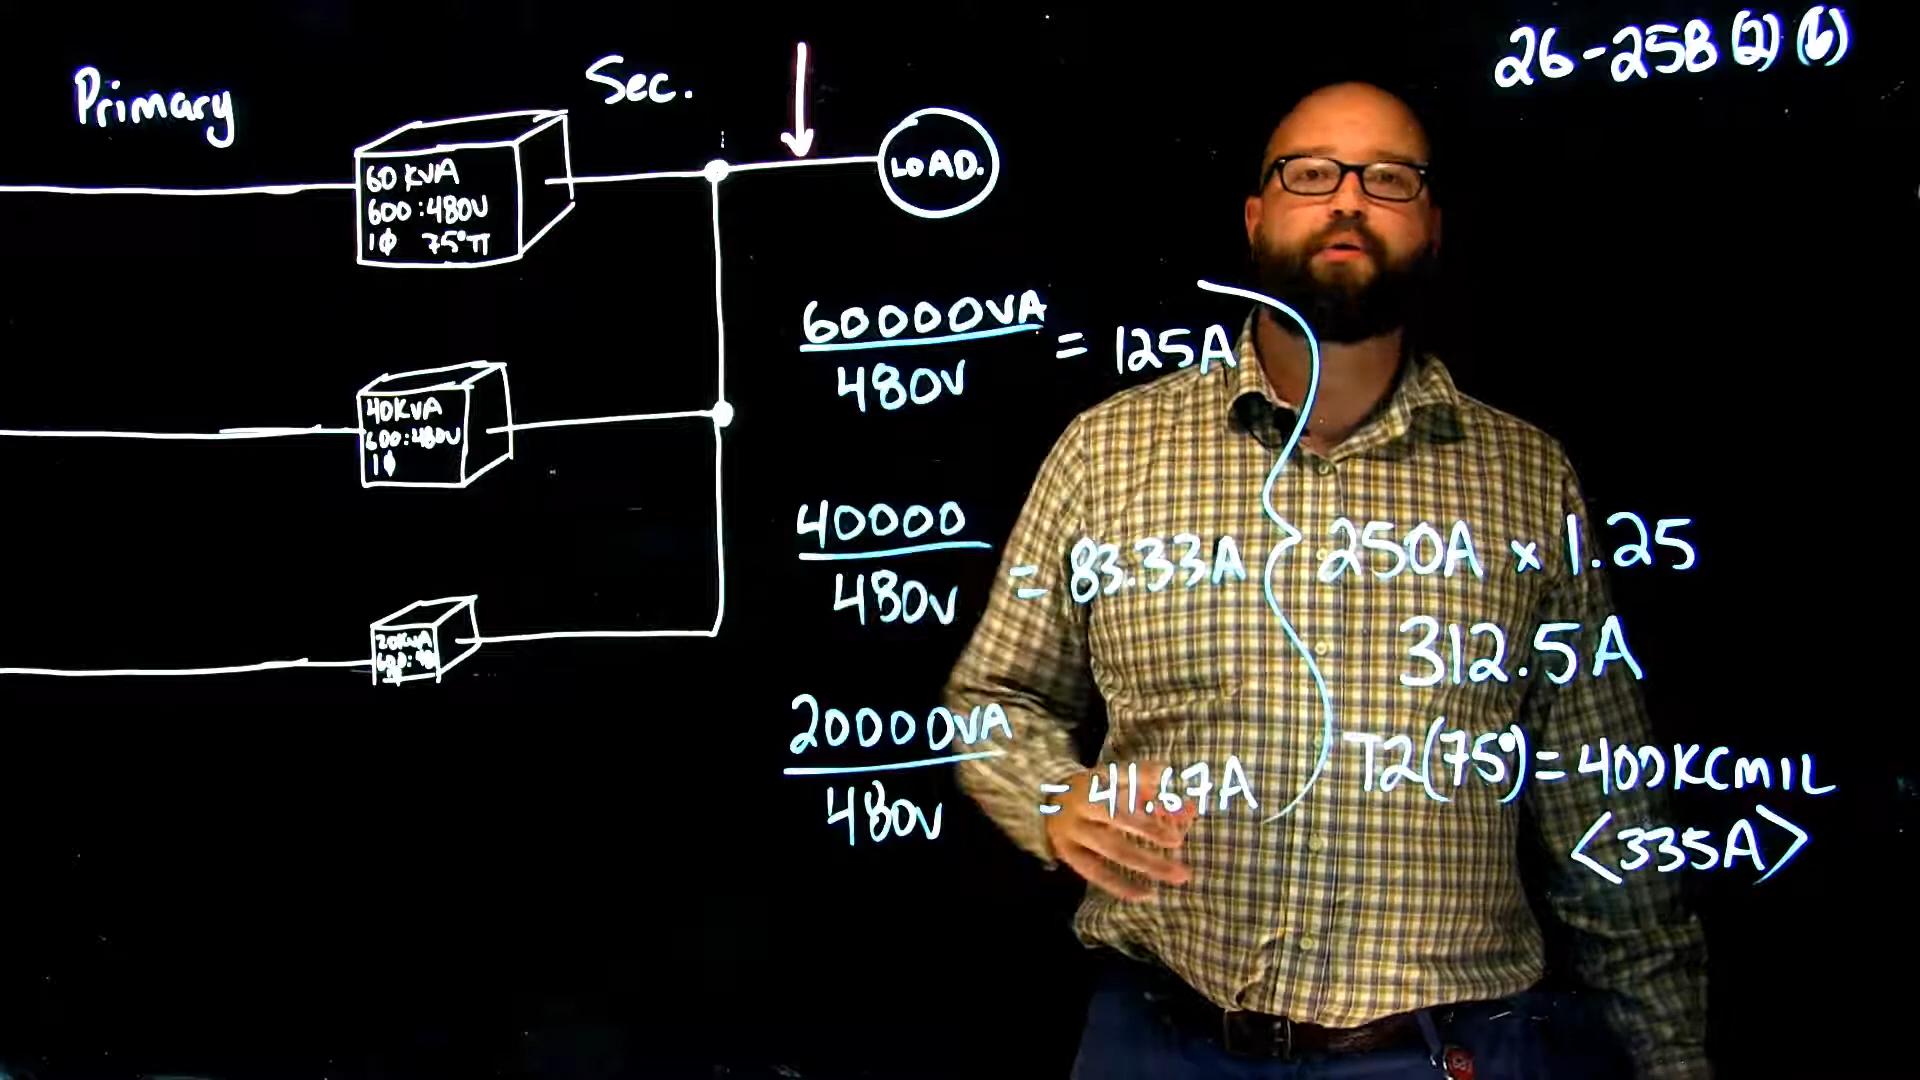 Primary
Sec.
26-258 (2) (b)
60 KVA
600:480V
1φ 75°TT
LOAD.
60000VA
480V
= 125A
40KVA
600:480V
1φ
40000
480V
= 83.33A
250A x 1.25
312.5A
20KVA
20000VA
480V
= 41.67A
T2(75°) = 400KCMIL
<335A>